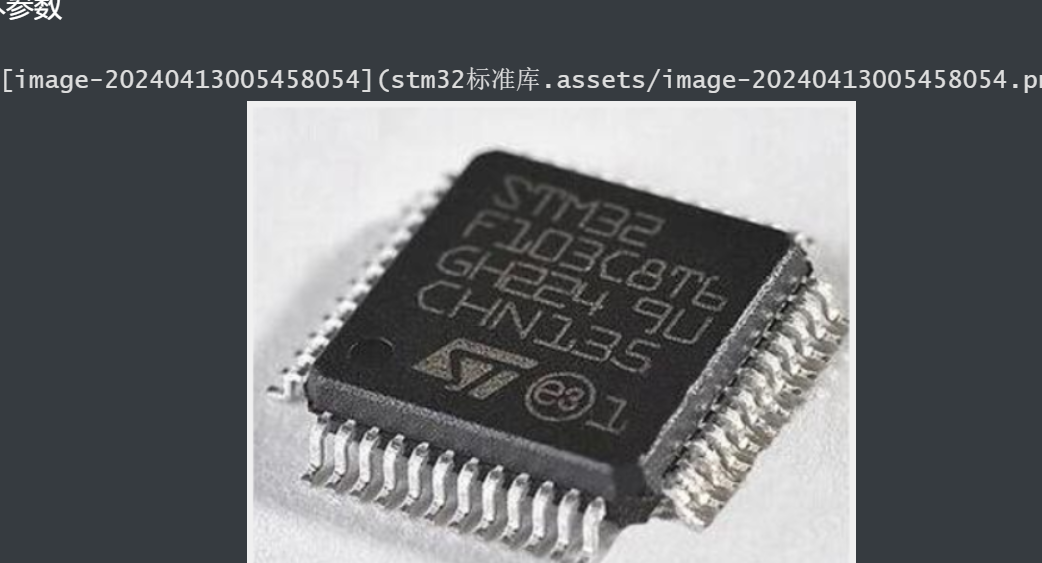 参数
[image-20240413005458054](stm32标准库.assets/image-20240413005458054.pn
STM32
F103C8T6
GH224 9U
CHN135
ST e3 1